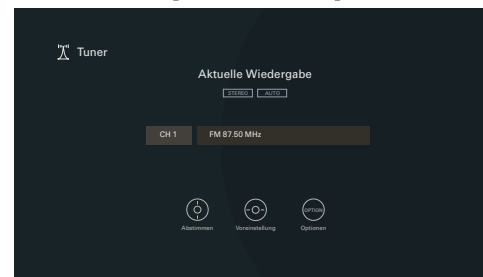 Tuner
Aktuelle Wiedergabe
STEREO AUTO
CH 1 FM 87.50 MHz
OPTION
Abstimmen Voreinstellung Optionen